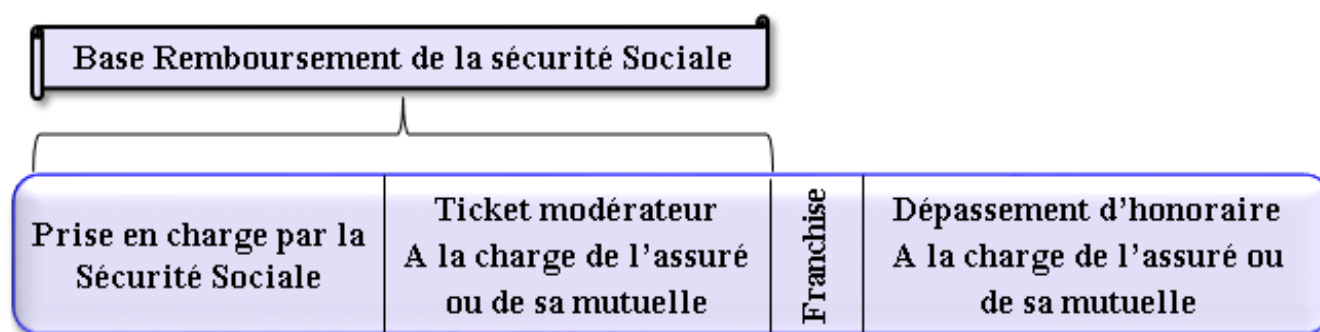 Base Remboursement de la sécurité Sociale
Prise en charge par la
Sécurité Sociale
Ticket modérateur
A la charge de l'assuré
ou de sa mutuelle
Franchise
Dépassement d'honoraire
A la charge de l'assuré ou
de sa mutuelle